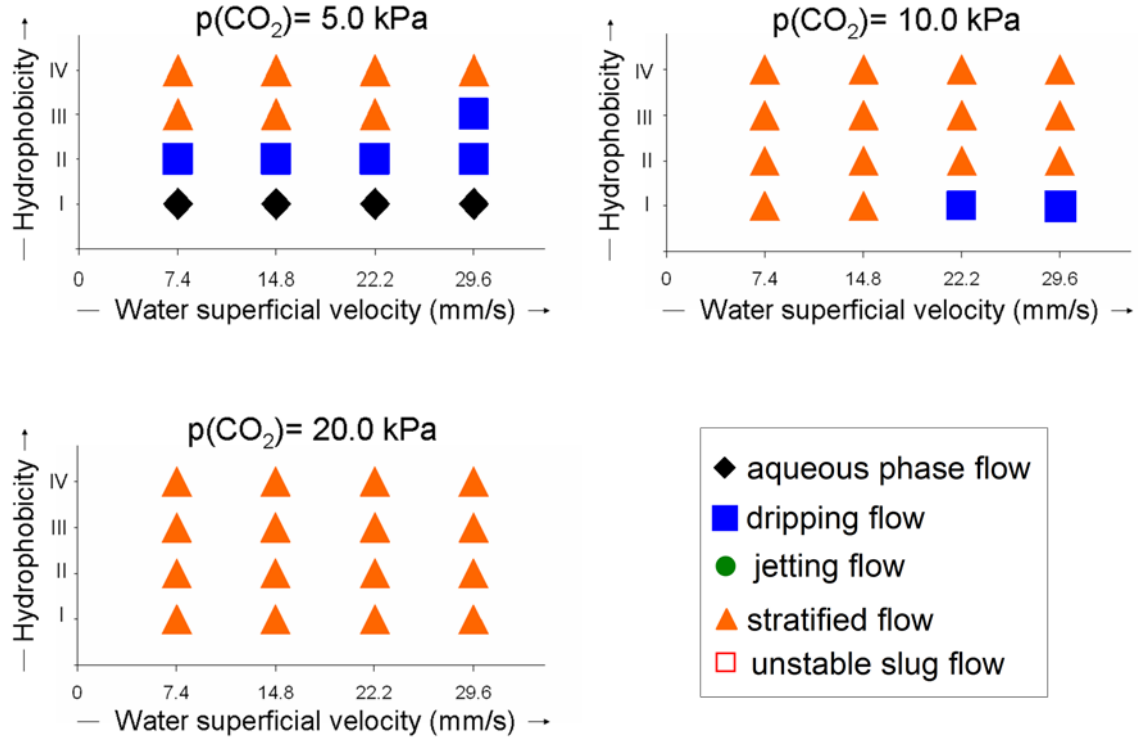 p(CO₂)= 5.0 kPa
— Hydrophobicity →
IV
III
II
I
0 7.4 14.8 22.2 29.6
— Water superficial velocity (mm/s) →
p(CO₂)= 10.0 kPa
— Hydrophobicity →
IV
III
II
I
0 7.4 14.8 22.2 29.6
— Water superficial velocity (mm/s) →
p(CO₂)= 20.0 kPa
— Hydrophobicity →
IV
III
II
I
0 7.4 14.8 22.2 29.6
— Water superficial velocity (mm/s) →
aqueous phase flow
dripping flow
jetting flow
stratified flow
unstable slug flow